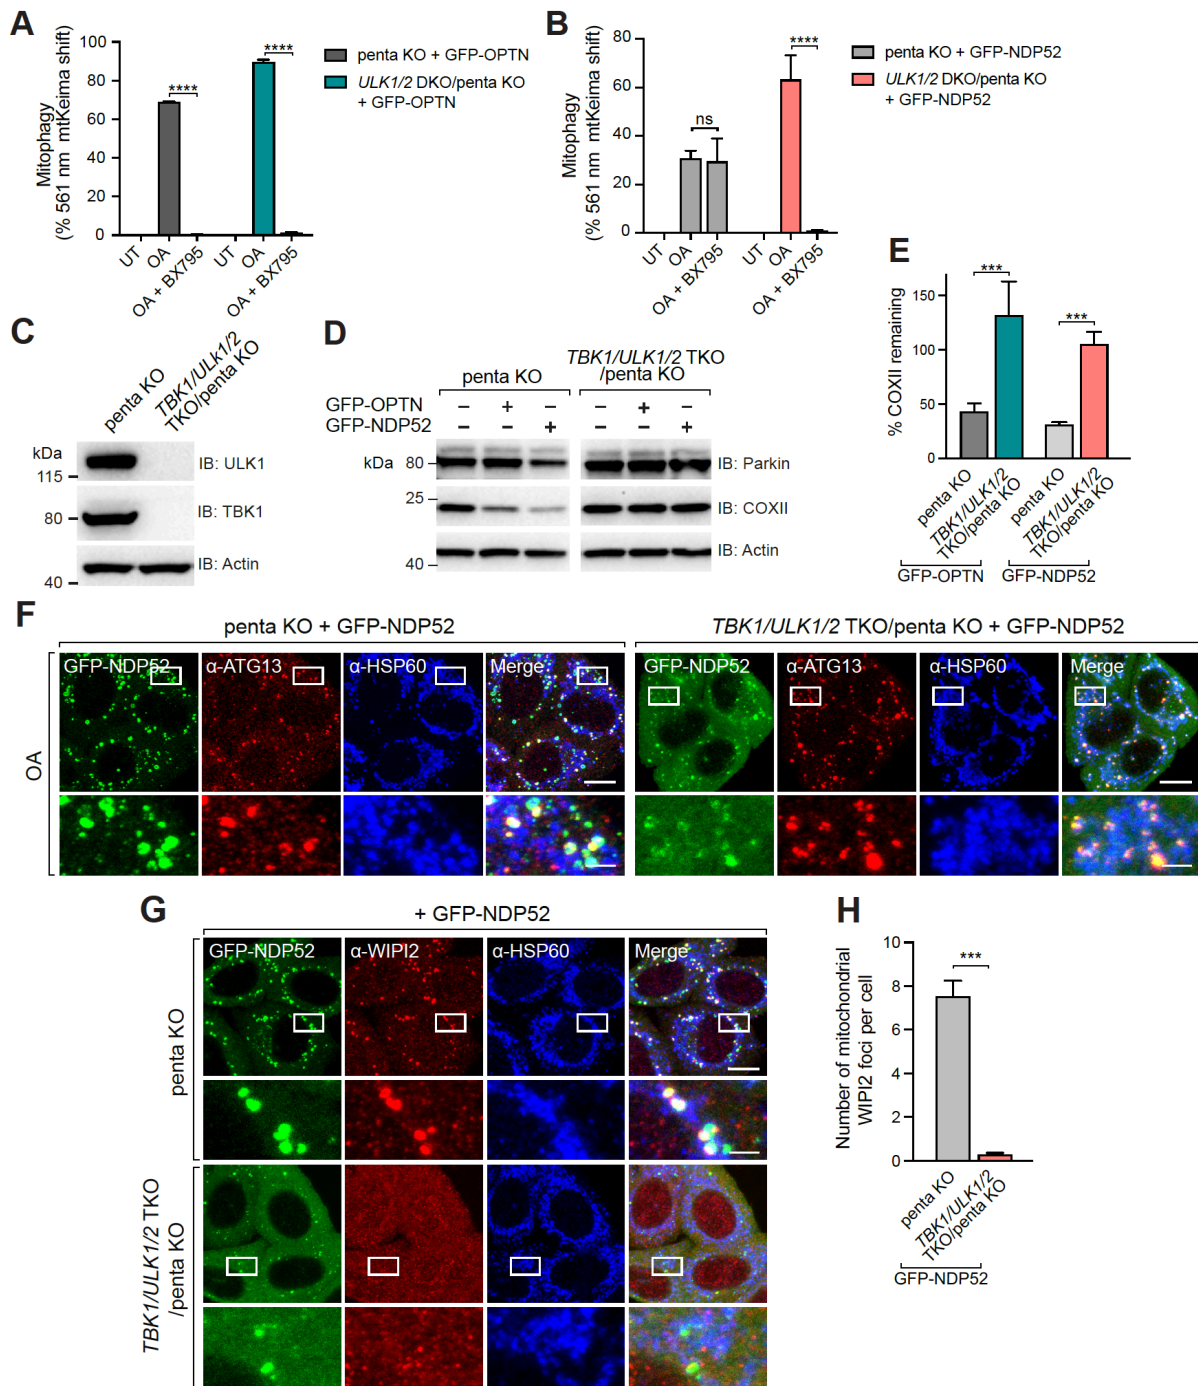 A
Mitophagy
(% 561 nm mtKeima shift)
100
80
60
40
20
0
****
****
UT
OA
OA + BX795
UT
OA
OA + BX795
penta KO + GFP-OPTN
ULK1/2 DKO/penta KO
+ GFP-OPTN
B
Mitophagy
(% 561 nm mtKeima shift)
80
60
40
20
0
ns
****
UT
OA
OA + BX795
UT
OA
OA + BX795
penta KO + GFP-NDP52
ULK1/2 DKO/penta KO
+ GFP-NDP52
C
penta KO
TBK1/ULK1/2
TKO/penta KO
kDa
115
80
40
IB: ULK1
IB: TBK1
IB: Actin
D
penta KO
TBK1/ULK1/2 TKO
/penta KO
GFP-OPTN – + – – + –
GFP-NDP52 – – + – – +
kDa
80
25
40
IB: Parkin
IB: COXII
IB: Actin
E
% COXII remaining
150
100
50
0
***
***
penta KO
TBK1/ULK1/2
TKO/penta KO
penta KO
TBK1/ULK1/2
TKO/penta KO
GFP-OPTN
GFP-NDP52
F
penta KO + GFP-NDP52
TBK1/ULK1/2 TKO/penta KO + GFP-NDP52
OA
GFP-NDP52
α-ATG13
α-HSP60
Merge
GFP-NDP52
α-ATG13
α-HSP60
Merge
G
+ GFP-NDP52
penta KO
GFP-NDP52
α-WIPI2
α-HSP60
Merge
TBK1/ULK1/2 TKO
/penta KO
H
Number of mitochondrial
WIPI2 foci per cell
10
8
6
4
2
0
***
penta KO
TBK1/ULK1/2
TKO/penta KO
GFP-NDP52